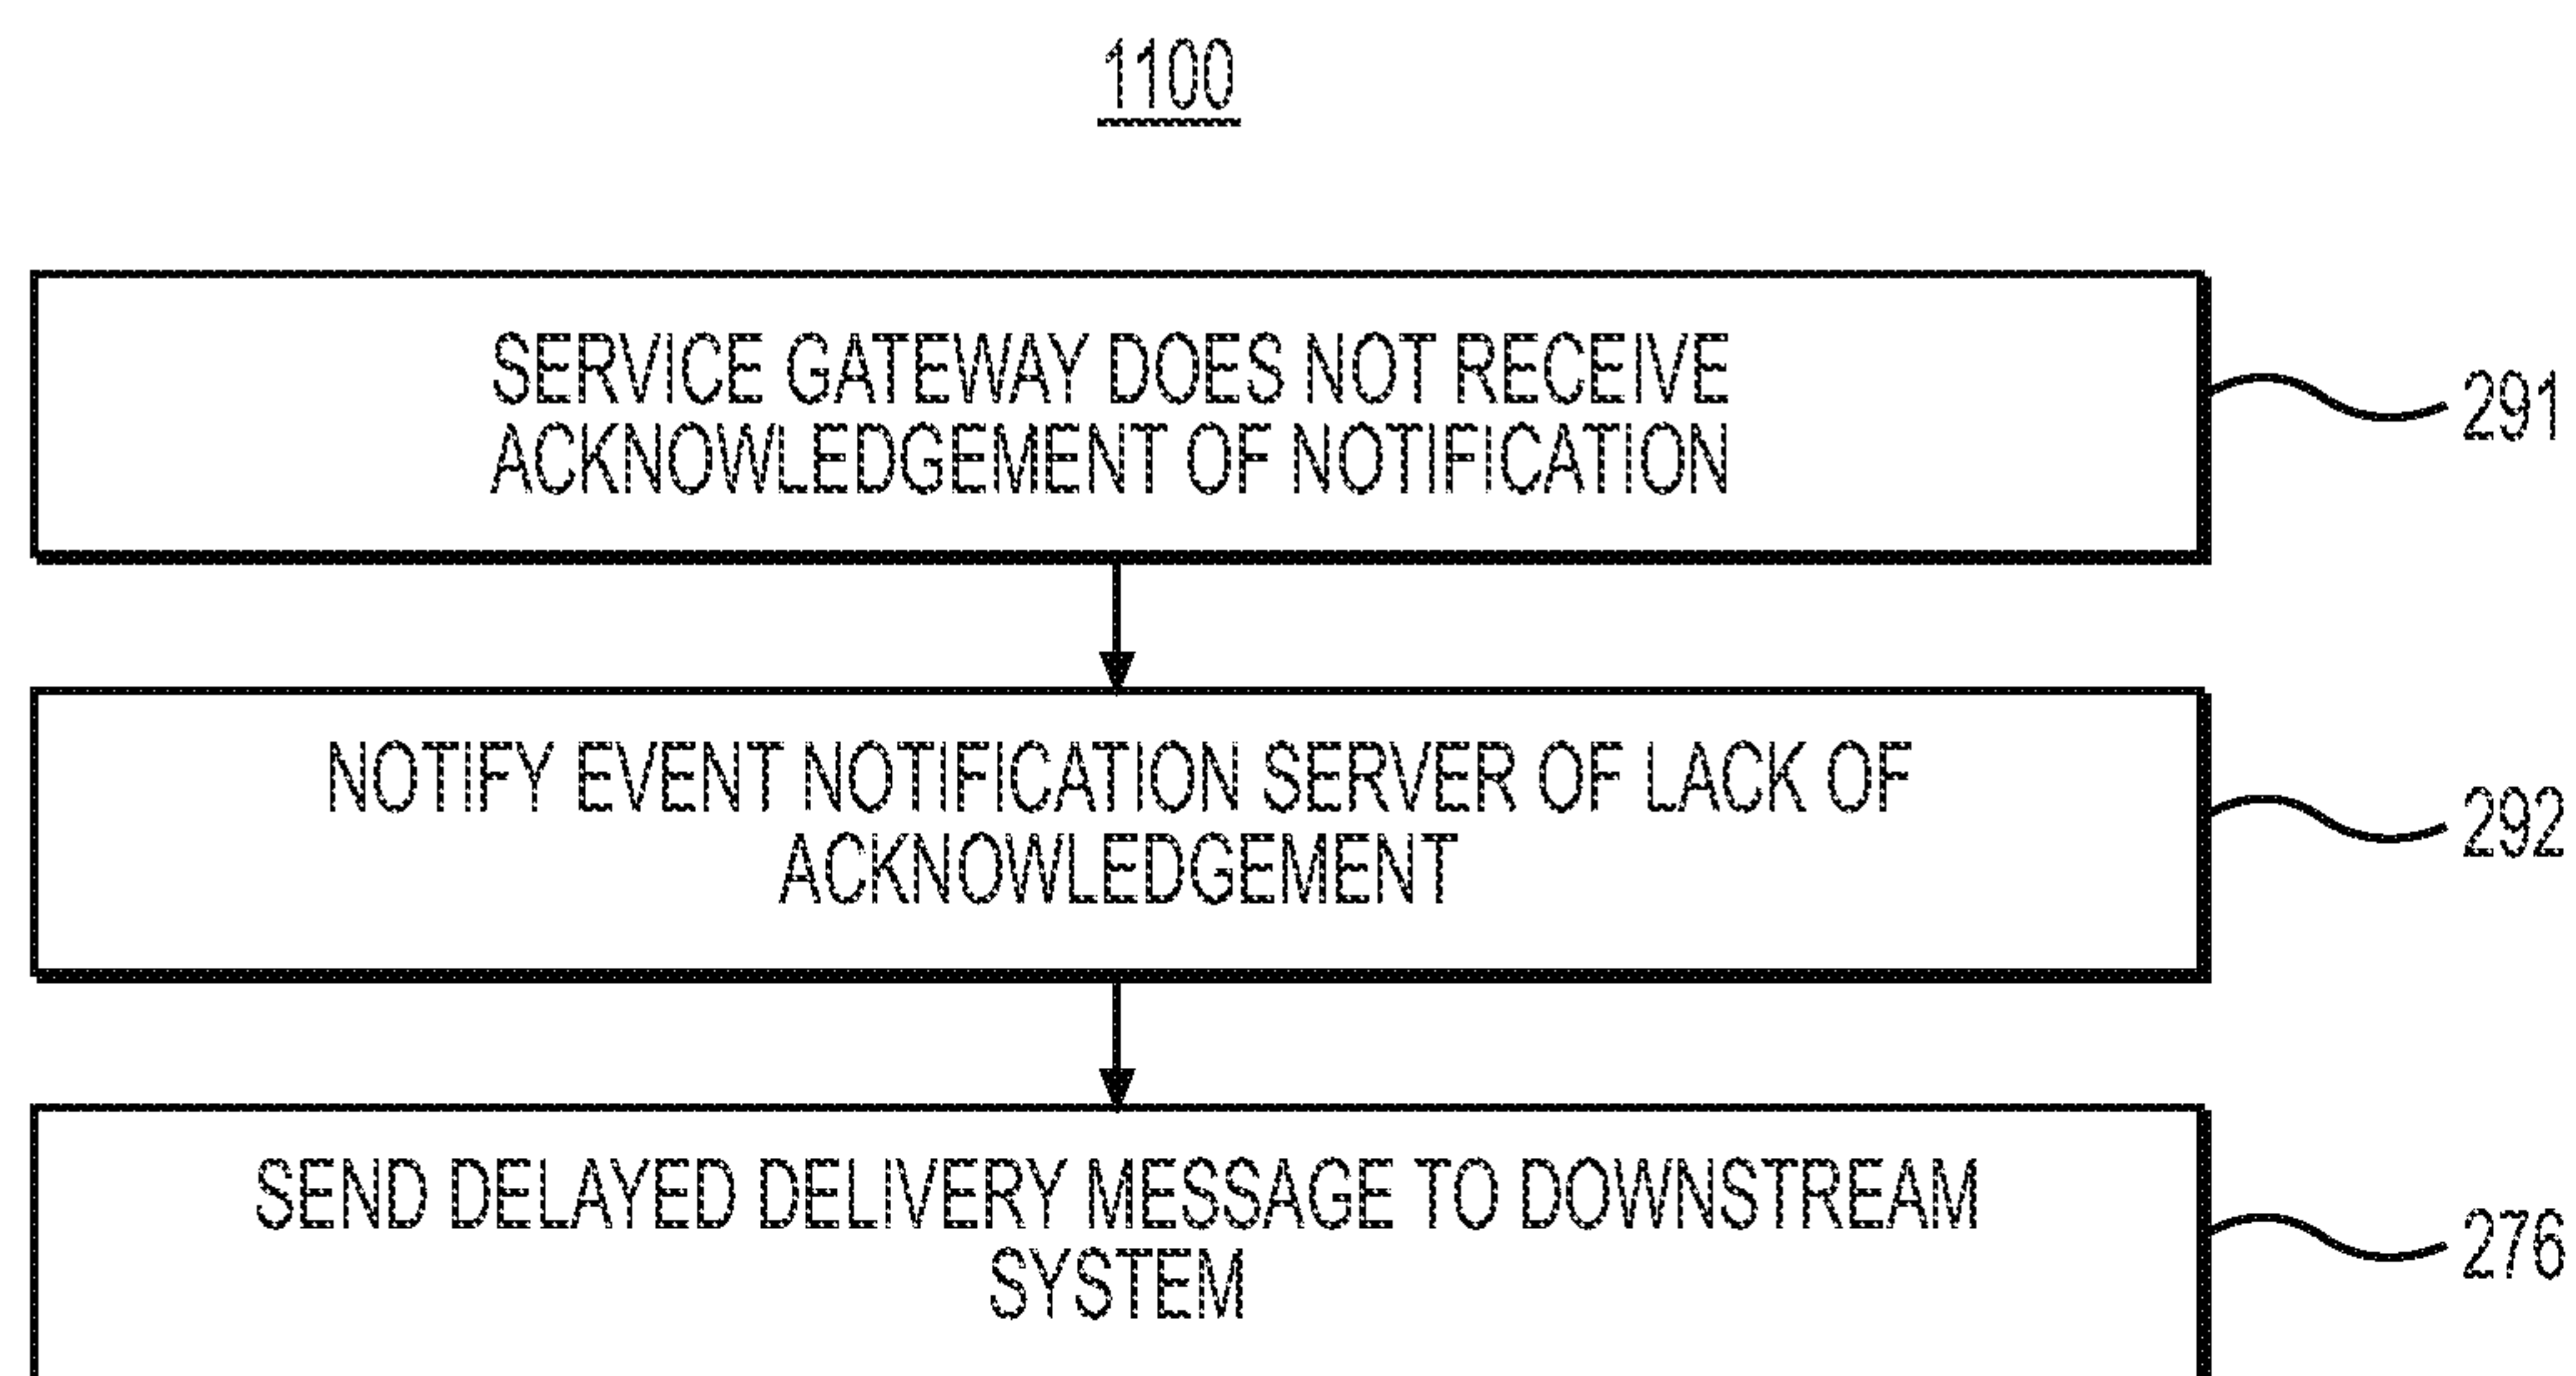 1100
SERVICE GATEWAY DOES NOT RECEIVE
ACKNOWLEDGEMENT OF NOTIFICATION
291
NOTIFY EVENT NOTIFICATION SERVER OF LACK OF
ACKNOWLEDGEMENT
292
SEND DELAYED DELIVERY MESSAGE TO DOWNSTREAM
SYSTEM
276